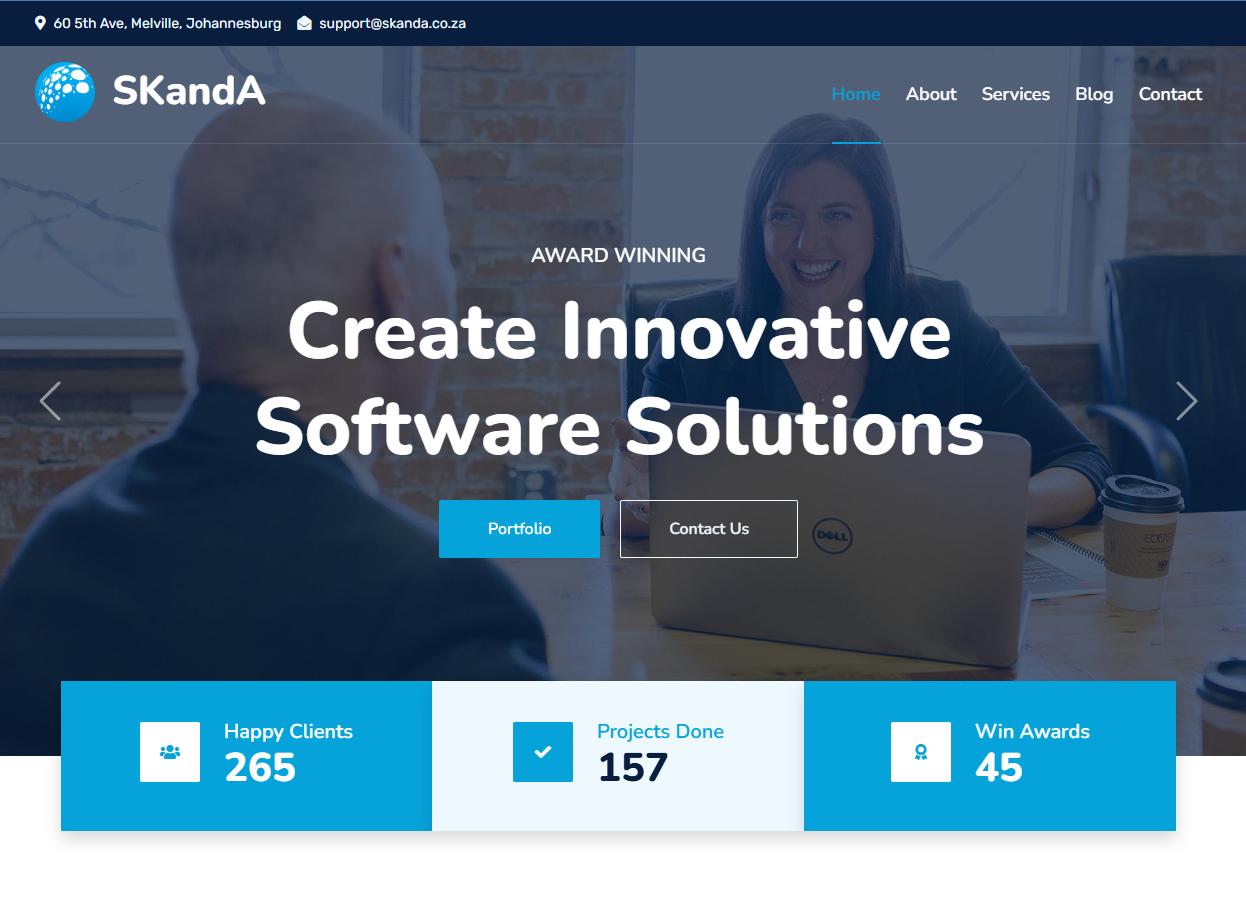 60 5th Ave, Melville, Johannesburg support@skanda.co.za
SKandA
Home About Services Blog Contact
AWARD WINNING
Create Innovative
Software Solutions
Portfolio Contact Us
DELL
Happy Clients
265
Projects Done
157
Win Awards
45